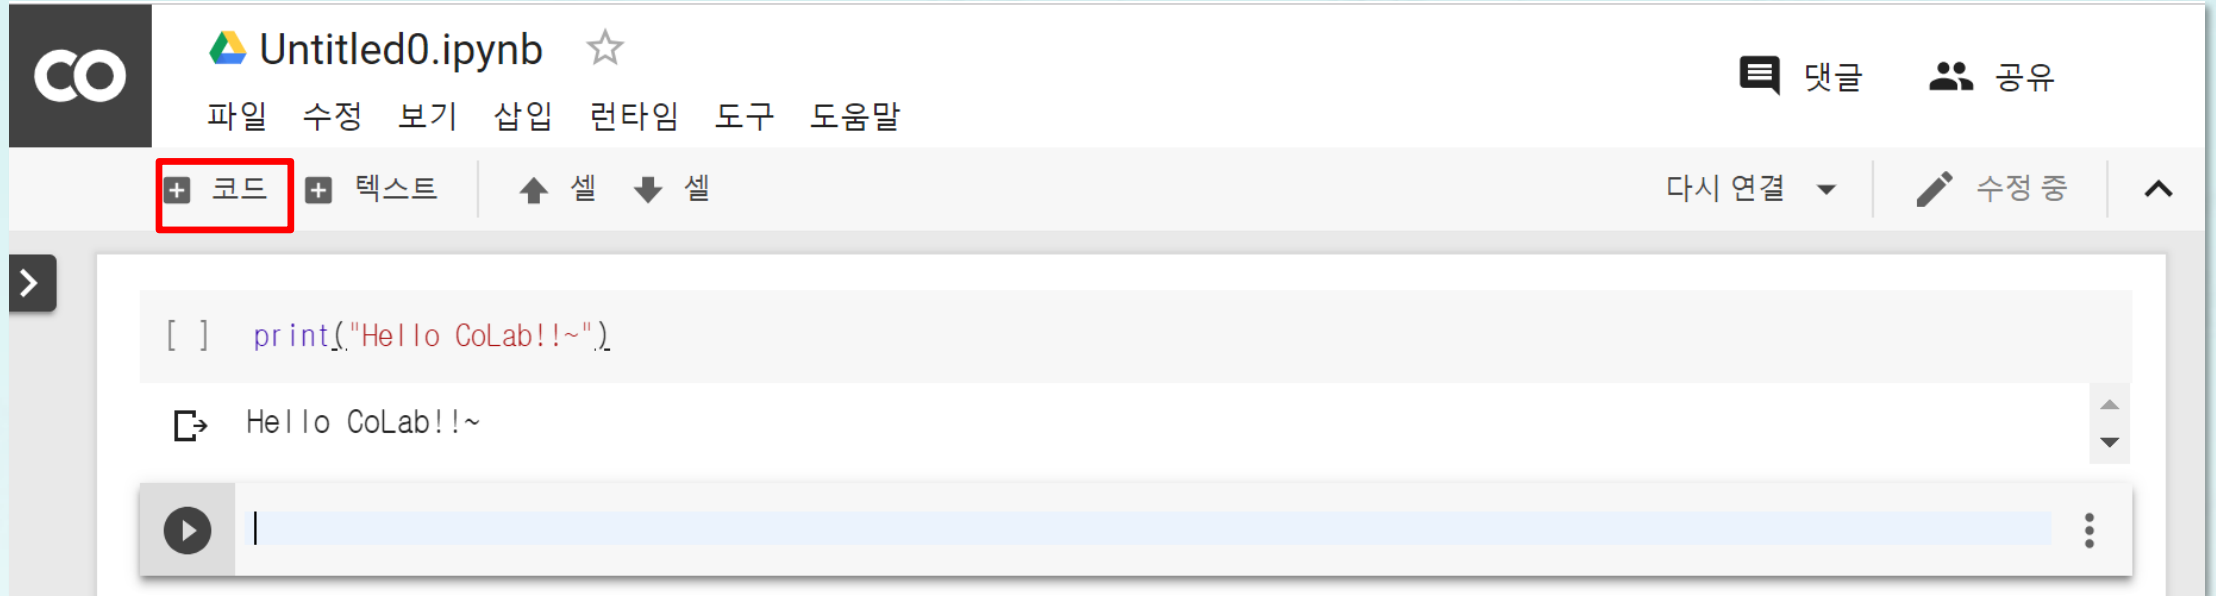 CO
Untitled0.ipynb
댓글 공유
파일 수정 보기 삽입 런타임 도구 도움말
코드 텍스트 셀 셀 다시 연결 수정 중
[ ] print("Hello CoLab!!~")
Hello CoLab!!~